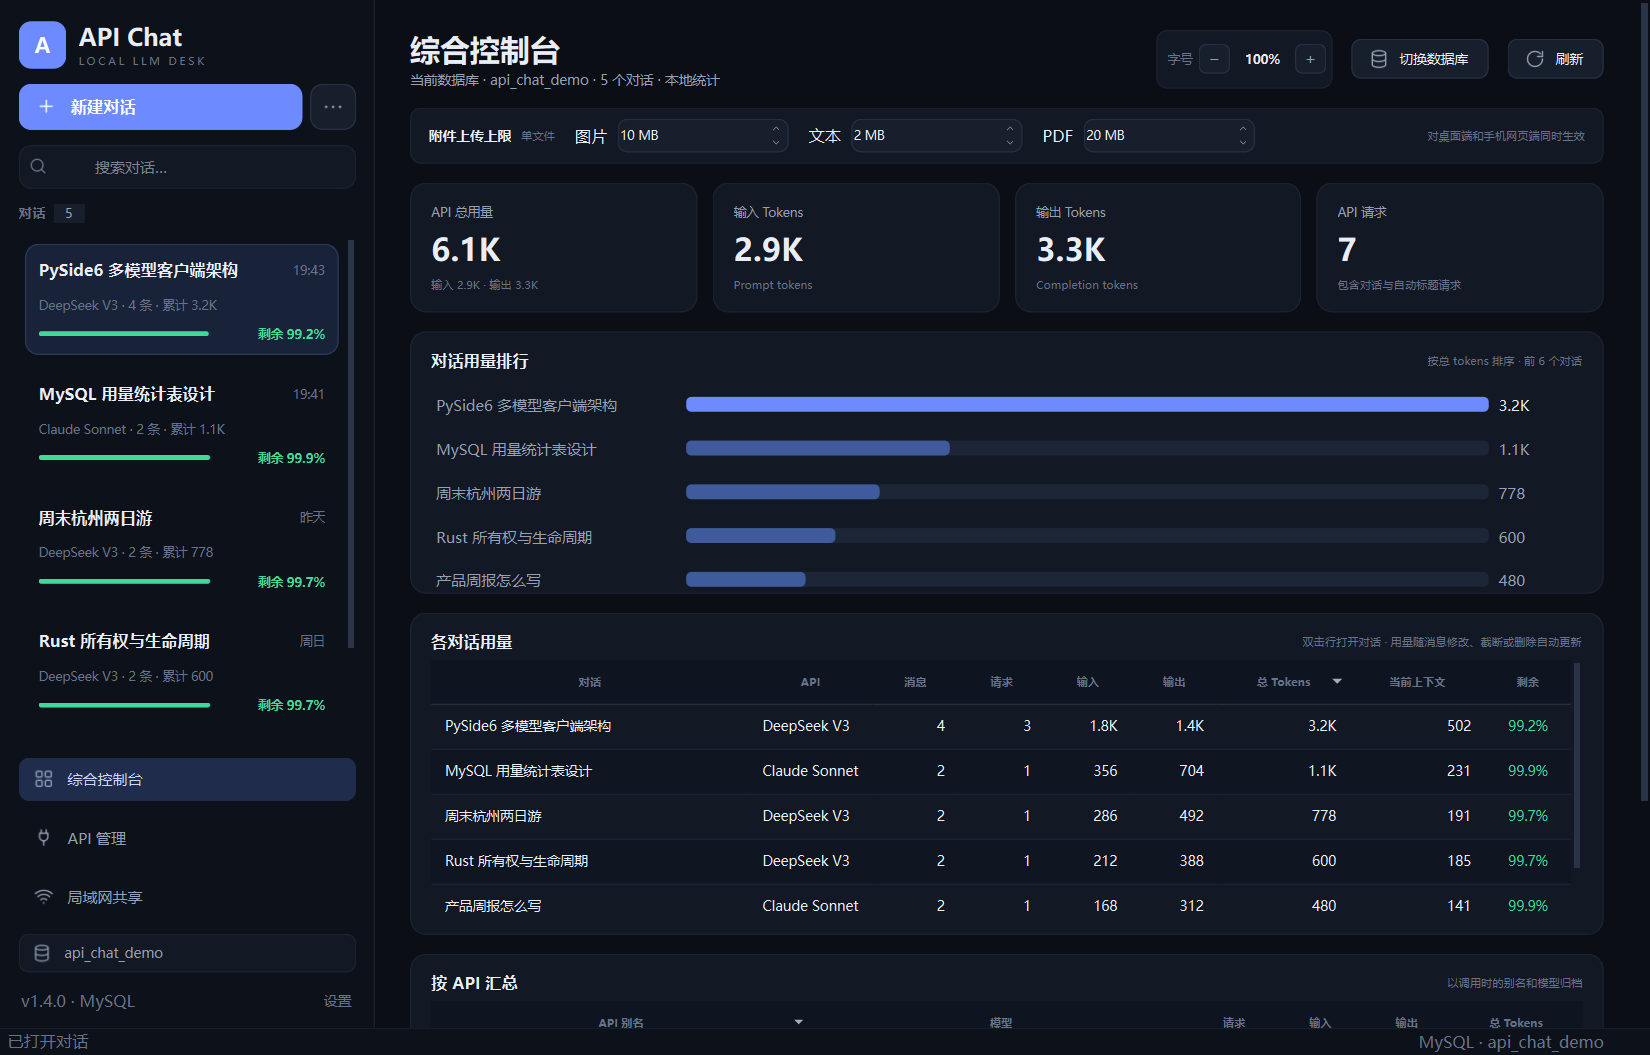 A
API Chat
LOCAL LLM DESK
+ 新建对话
···
搜索对话...
对话 5
PySide6 多模型客户端架构 19:43
DeepSeek V3 · 4 条 · 累计 3.2K
剩余 99.2%
MySQL 用量统计表设计 19:41
Claude Sonnet · 2 条 · 累计 1.1K
剩余 99.9%
周末杭州两日游 昨天
DeepSeek V3 · 2 条 · 累计 778
剩余 99.7%
Rust 所有权与生命周期 周日
DeepSeek V3 · 2 条 · 累计 600
剩余 99.7%
综合控制台
API 管理
局域网共享
api_chat_demo
v1.4.0 · MySQL 设置
综合控制台
当前数据库 · api_chat_demo · 5 个对话 · 本地统计
字号 − 100% +
切换数据库
刷新
附件上传上限 单文件 图片 10 MB 文本 2 MB PDF 20 MB 对桌面端和手机网页端同时生效
API 总用量
6.1K
输入 2.9K · 输出 3.3K
输入 Tokens
2.9K
Prompt tokens
输出 Tokens
3.3K
Completion tokens
API 请求
7
包含对话与自动标题请求
对话用量排行 按总 tokens 排序 · 前 6 个对话
PySide6 多模型客户端架构 3.2K
MySQL 用量统计表设计 1.1K
周末杭州两日游 778
Rust 所有权与生命周期 600
产品周报怎么写 480
各对话用量 双击行打开对话 · 用量随消息修改、截断或删除自动更新
对话 API 消息 请求 输入 输出 总 Tokens 当前上下文 剩余
PySide6 多模型客户端架构 DeepSeek V3 4 3 1.8K 1.4K 3.2K 502 99.2%
MySQL 用量统计表设计 Claude Sonnet 2 1 356 704 1.1K 231 99.9%
周末杭州两日游 DeepSeek V3 2 1 286 492 778 191 99.7%
Rust 所有权与生命周期 DeepSeek V3 2 1 212 388 600 185 99.7%
产品周报怎么写 Claude Sonnet 2 1 168 312 480 141 99.9%
按 API 汇总 以调用时的别名和模型归档
API 别名 模型 请求 输入 输出 总 Tokens
已打开对话 MySQL · api_chat_demo